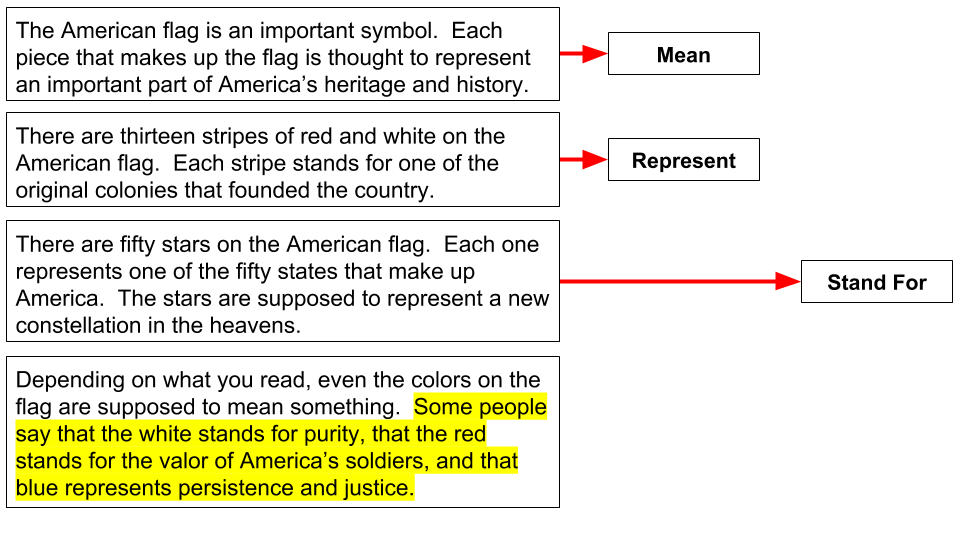 The American flag is an important symbol.  Each
piece that makes up the flag is thought to represent
an important part of America’s heritage and history.
Mean
There are thirteen stripes of red and white on the
American flag.  Each stripe stands for one of the
original colonies that founded the country.
Represent
There are fifty stars on the American flag.  Each one
represents one of the fifty states that make up
America.  The stars are supposed to represent a new
constellation in the heavens.
Stand For
Depending on what you read, even the colors on the
flag are supposed to mean something.  Some people
say that the white stands for purity, that the red
stands for the valor of America’s soldiers, and that
blue represents persistence and justice.